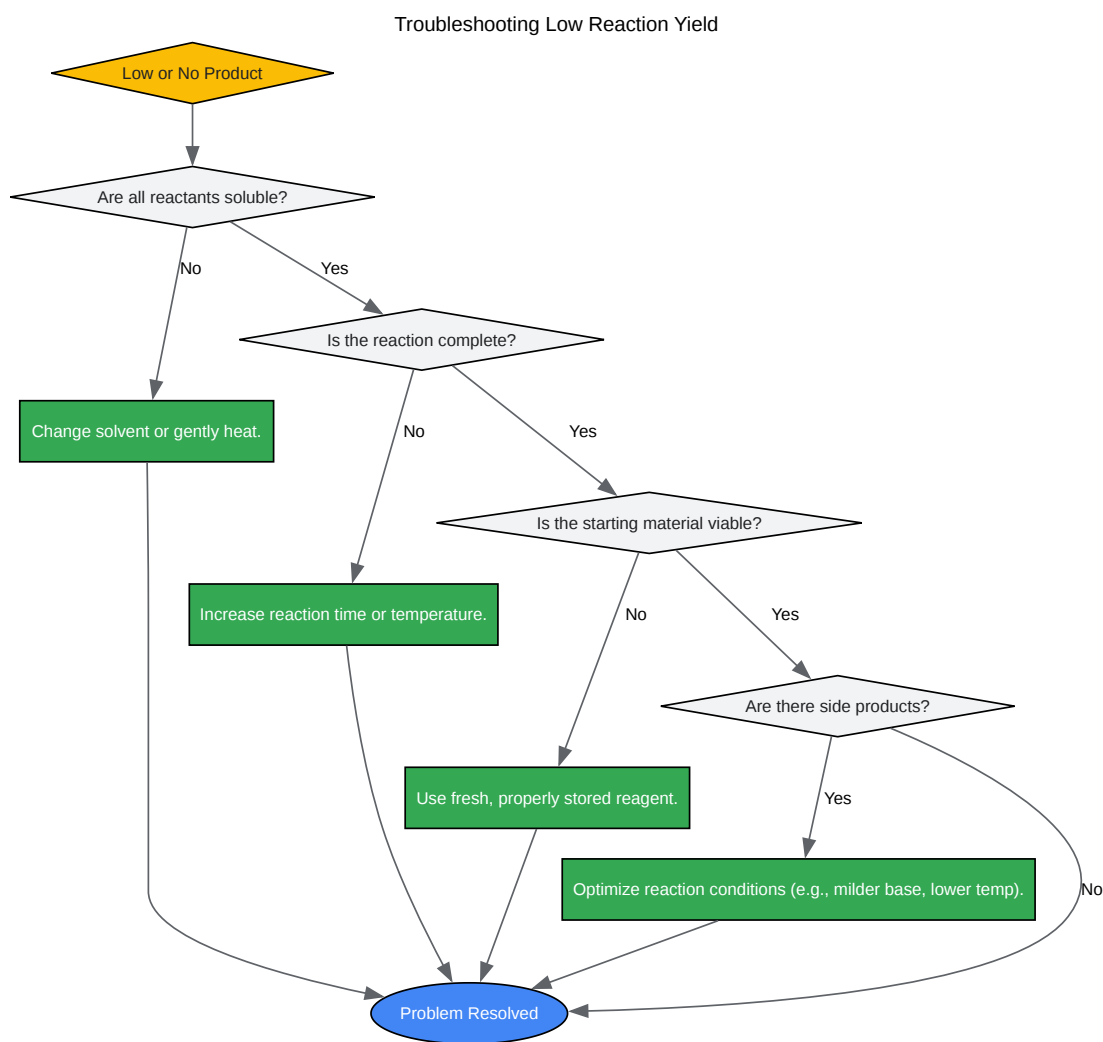 Troubleshooting Low Reaction Yield
Low or No Product
Are all reactants soluble?
No
Yes
Is the reaction complete?
Change solvent or gently heat.
No
Yes
Is the starting material viable?
Increase reaction time or temperature.
No
Yes
Are there side products?
Use fresh, properly stored reagent.
Yes
Optimize reaction conditions (e.g., milder base, lower temp).
No
Problem Resolved